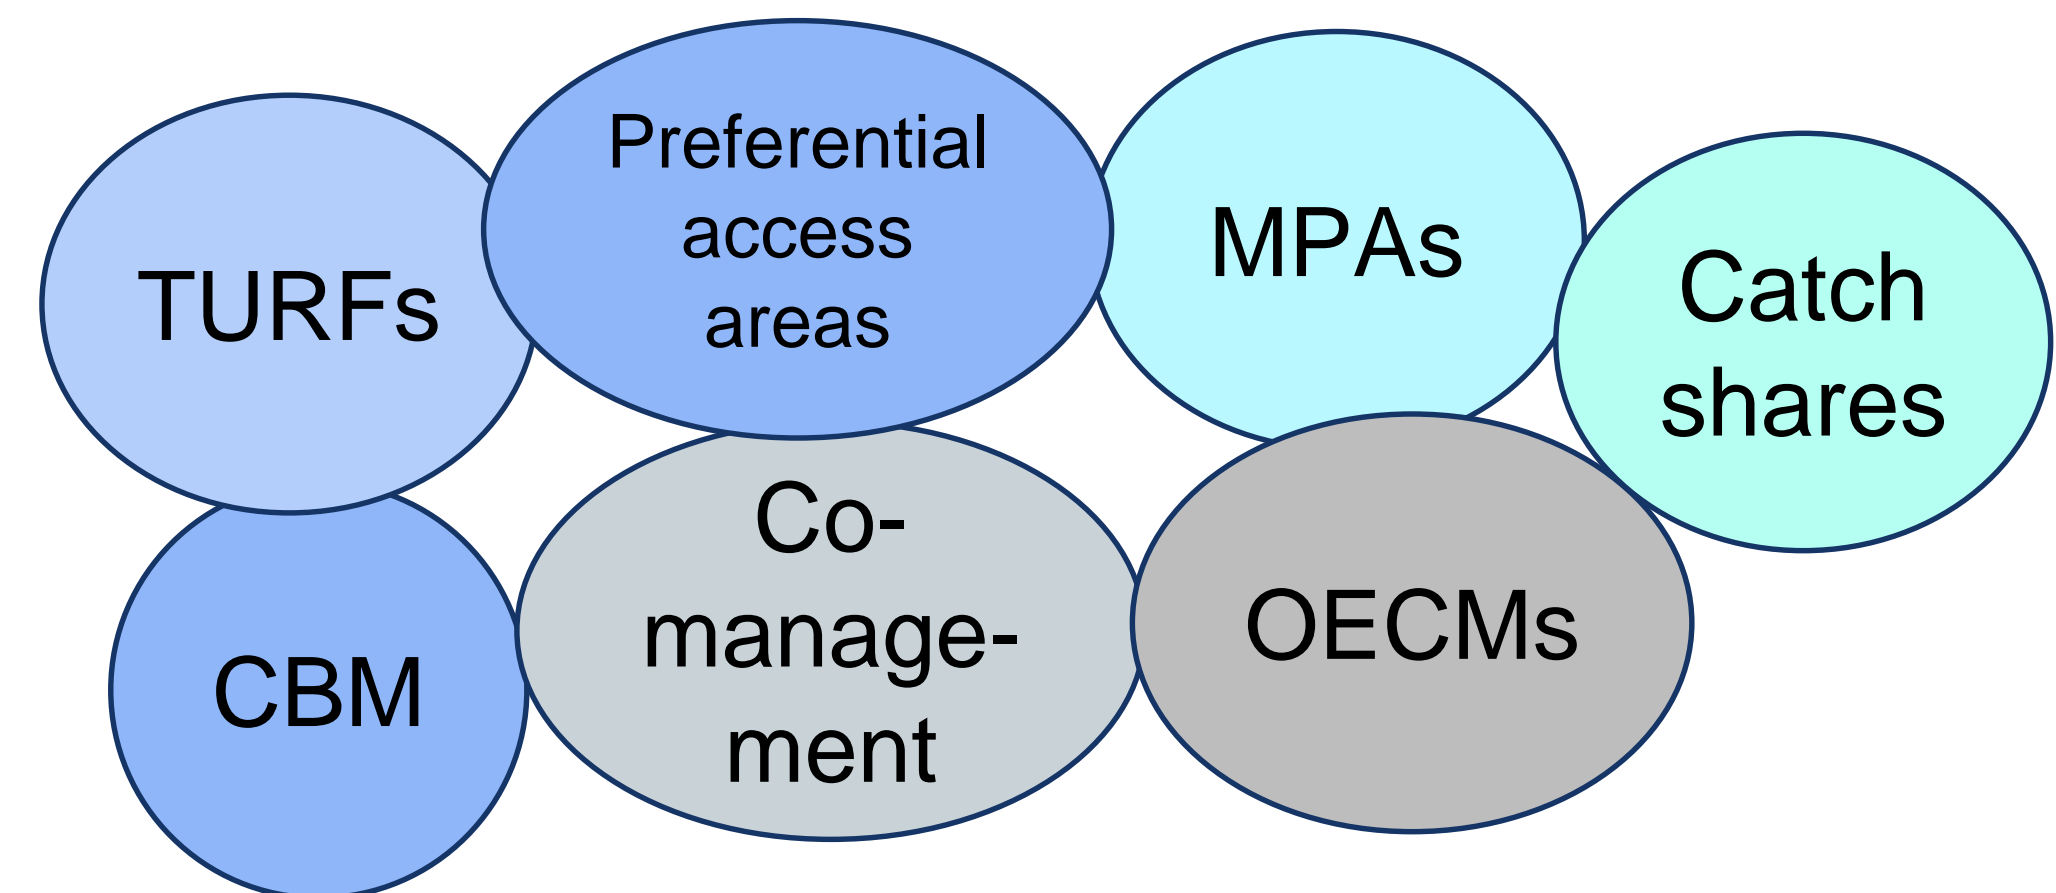 TURFs
Preferential
access
areas
MPAs
Catch
shares
CBM
Co-
manage-
ment
OECMs